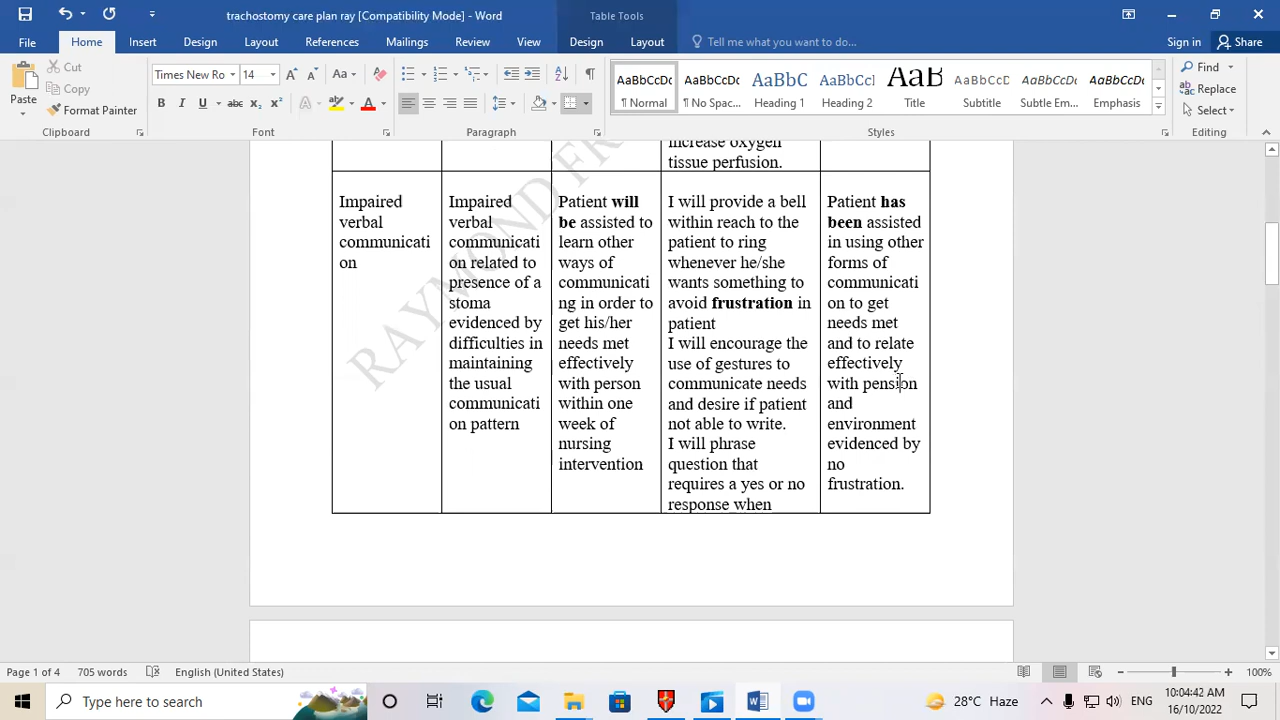 trachostomy care plan ray [Compatibility Mode] - Word
Table Tools
Sign in
Share
File
Home
Insert
Design
Layout
References
Mailings
Review
View
Design
Layout
Tell me what you want to do...
Paste
Cut
Copy
Format Painter
Clipboard
Times New Ro
14
Font
Paragraph
AaBbCcDc
¶ Normal
AaBbCcDc
¶ No Spac...
AaBbC
Heading
AaBbCcl
Heading 2
AaB
Title
AaBbCcD
Subtitle
AaBbCcDc
Subtle Em...
AaBbCcDc
Emphasis
Styles
Find
Replace
Select
Editing
increase oxygen
tissue perfusion.
Impaired
verbal
communicati
on
Impaired
verbal
communicati
on related to
presence of a
stoma
evidenced by
difficulties in
maintaining
the usual
communicati
on pattern
Patient will
be assisted to
learn other
ways of
communicati
ng in order to
get his/her
needs met
effectively
with person
within one
week of
nursing
intervention
I will provide a bell
within reach to the
patient to ring
whenever he/she
wants something to
avoid frustration in
patient
I will encourage the
use of gestures to
communicate needs
and desire if patient
not able to write.
I will phrase
question that
requires a yes or no
response when
Patient has
been assisted
in using other
forms of
communicati
on to get
needs met
and to relate
effectively
with pension
and
environment
evidenced by
no
frustration.
RAYMOND FR
Page 1 of 4
705 words
English (United States)
100%
Type here to search
28°C Haze
ENG
10:04:42 AM
16/10/2022